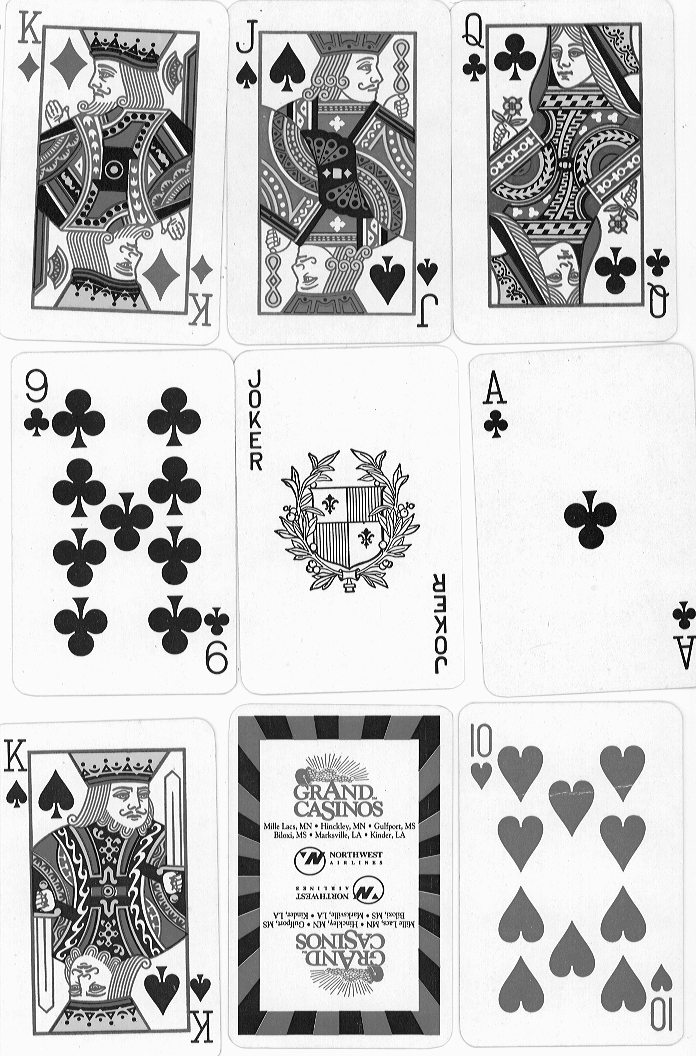 K
K
J
J
Q
Q
9
9
JOKER
JOKER
A
A
K
K
GRAND
CASINOS
Mille Lacs, MN • Hinckley, MN • Gulfport, MS
Biloxi, MS • Marksville, LA • Kinder, LA
NORTHWEST
AIRLINES
NORTHWEST
AIRLINES
Mille Lacs, MN • Hinckley, MN • Gulfport, MS
Biloxi, MS • Marksville, LA • Kinder, LA
GRAND
CASINOS
10
10